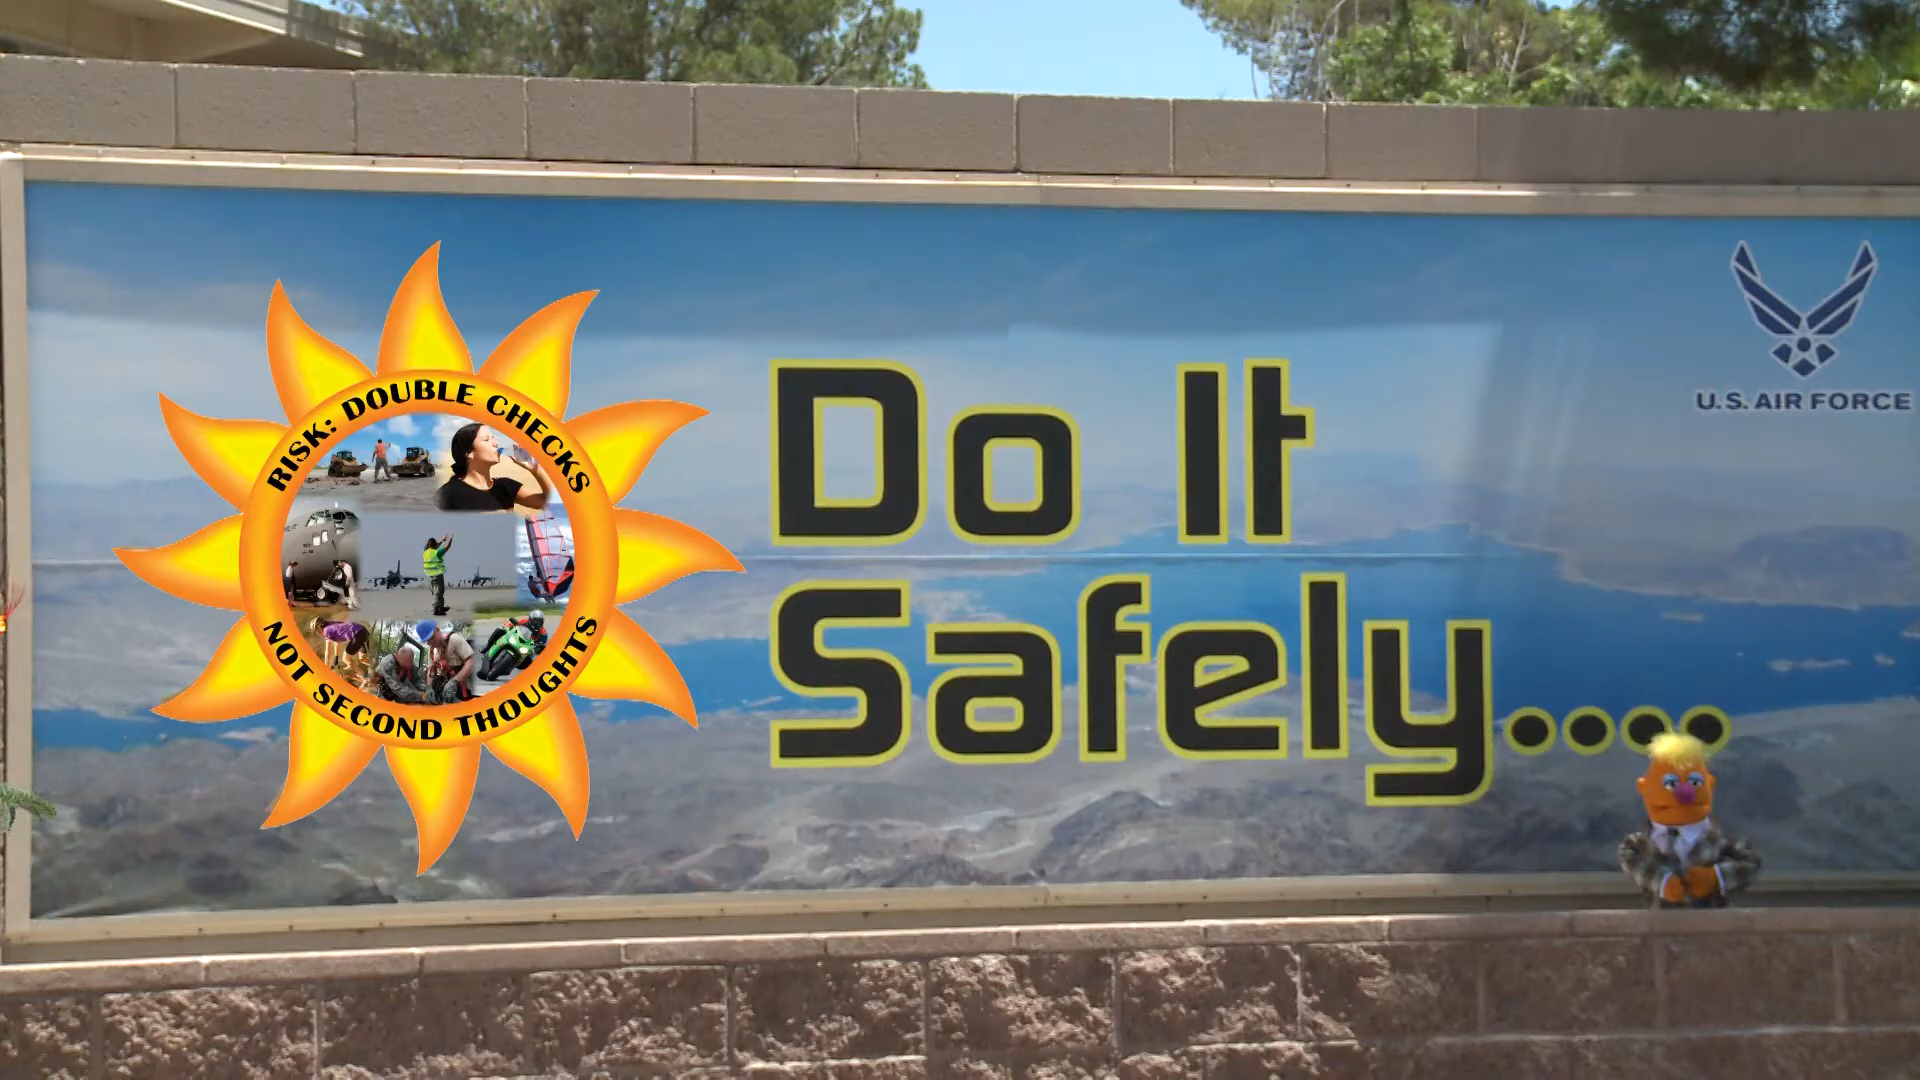 RISK: DOUBLE CHECKS
NOT SECOND THOUGHTS
Do It
Safely....
U.S. AIR FORCE